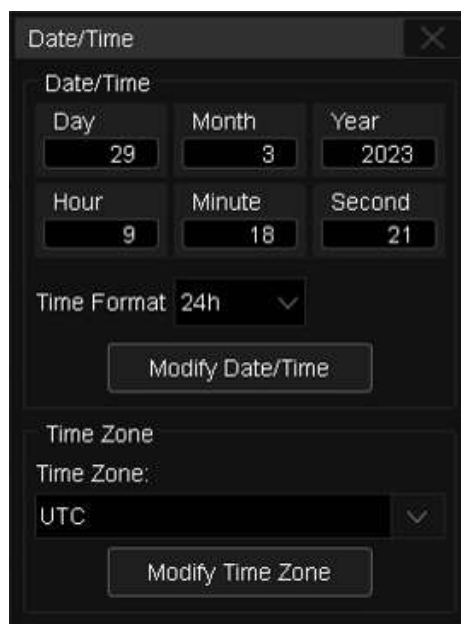 Date/Time
Date/Time
Day Month Year
29 3 2023
Hour Minute Second
9 18 21
Time Format 24h
Modify Date/Time
Time Zone
Time Zone:
UTC
Modify Time Zone